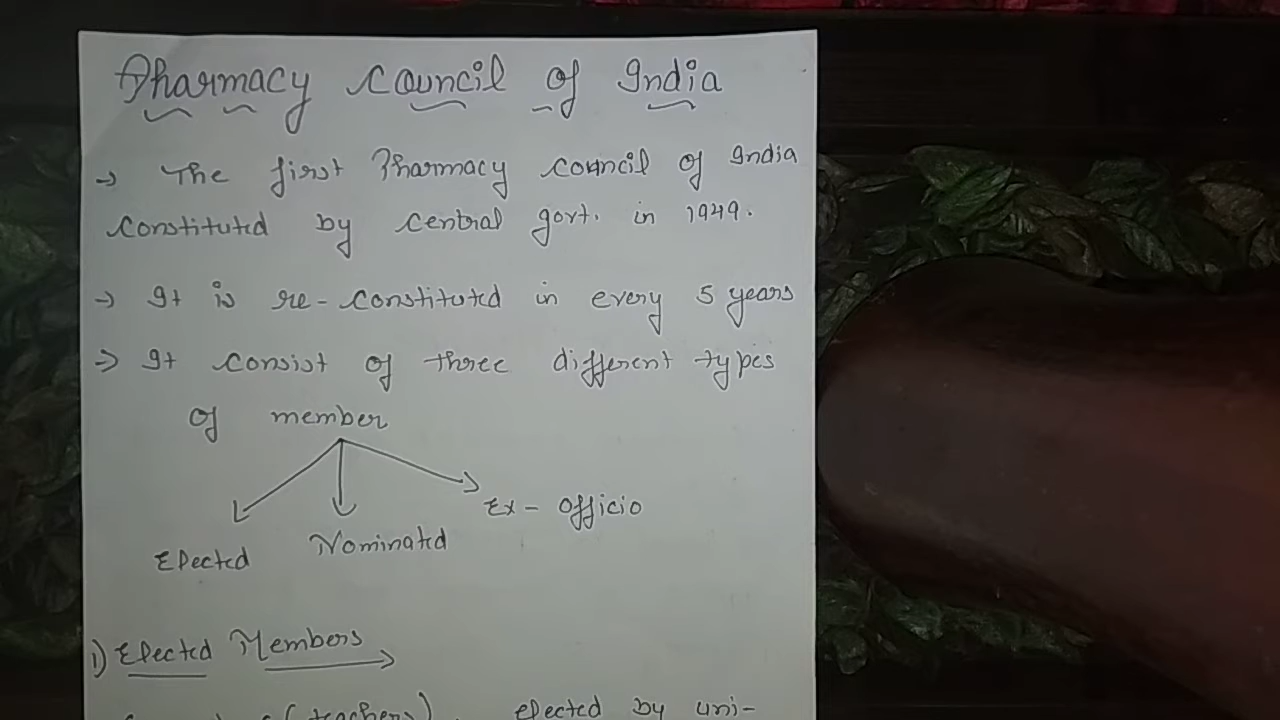 Pharmacy Council of India
→ The first Pharmacy council of India
constituted by central govt. in 1949.
→ It is re-constituted in every 5 years
→ It consist of three different types
of member
Ex-officio
Elected Nominated
1) Elected Members
(teachers) elected by uni-